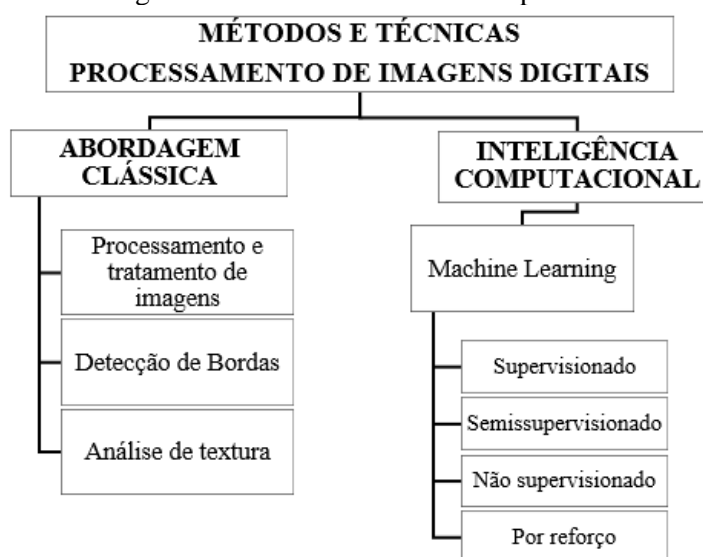 MÉTODOS E TÉCNICAS
PROCESSAMENTO DE IMAGENS DIGITAIS
ABORDAGEM
CLÁSSICA
Processamento e
tratamento de
imagens
Detecção de Bordas
Análise de textura
INTELIGÊNCIA
COMPUTACIONAL
Machine Learning
Supervisionado
Semissupervisionado
Não supervisionado
Por reforço